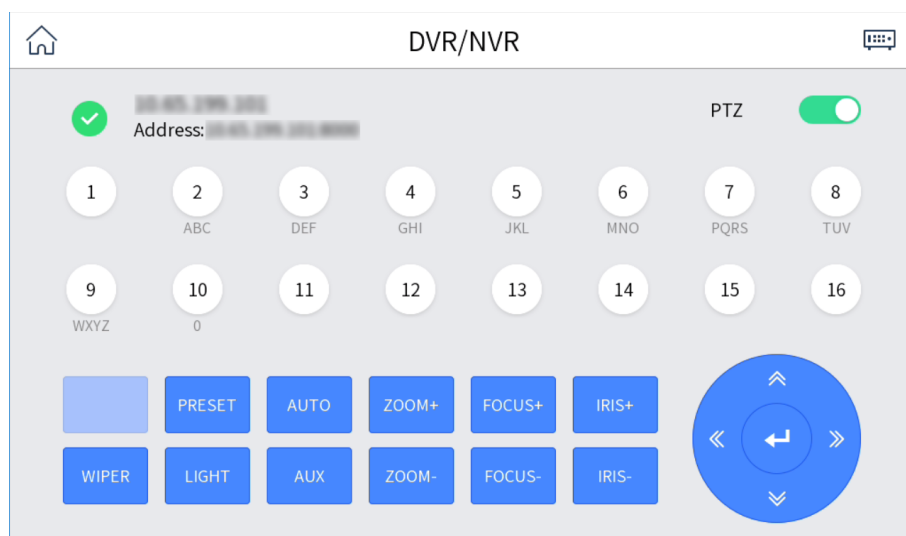 DVR/NVR
PTZ
Address:
1 2 3 4 5 6 7 8
ABC DEF GHI JKL MNO PQRS TUV
9 10 11 12 13 14 15 16
WXYZ 0
PRESET AUTO ZOOM+ FOCUS+ IRIS+
WIPER LIGHT AUX ZOOM- FOCUS- IRIS-